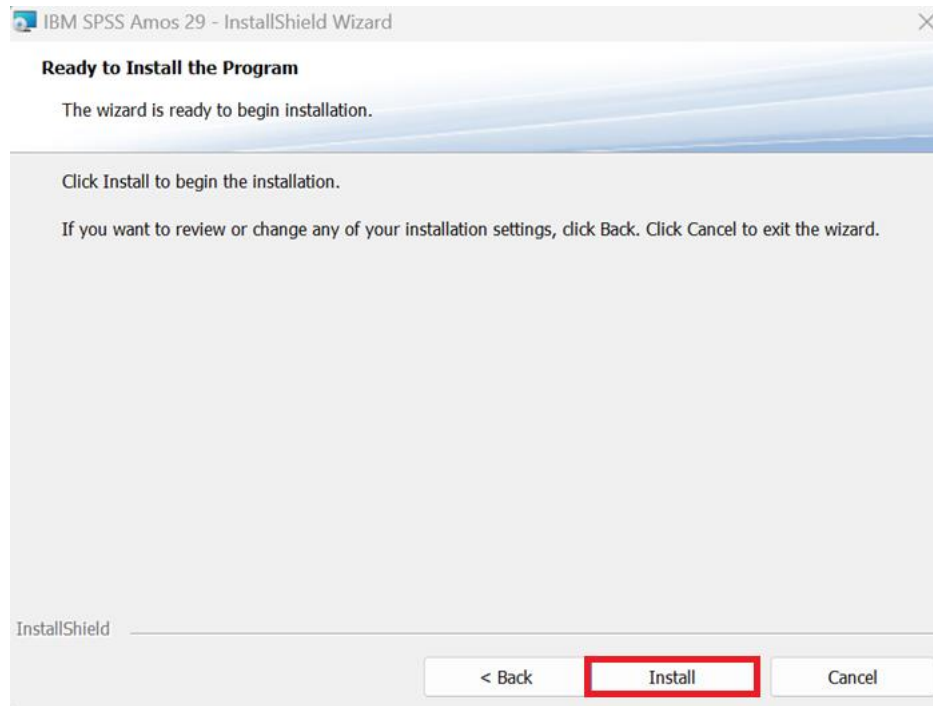 IBM SPSS Amos 29 - InstallShield Wizard
Ready to Install the Program
The wizard is ready to begin installation.
Click Install to begin the installation.
If you want to review or change any of your installation settings, click Back. Click Cancel to exit the wizard.
InstallShield
< Back Install Cancel